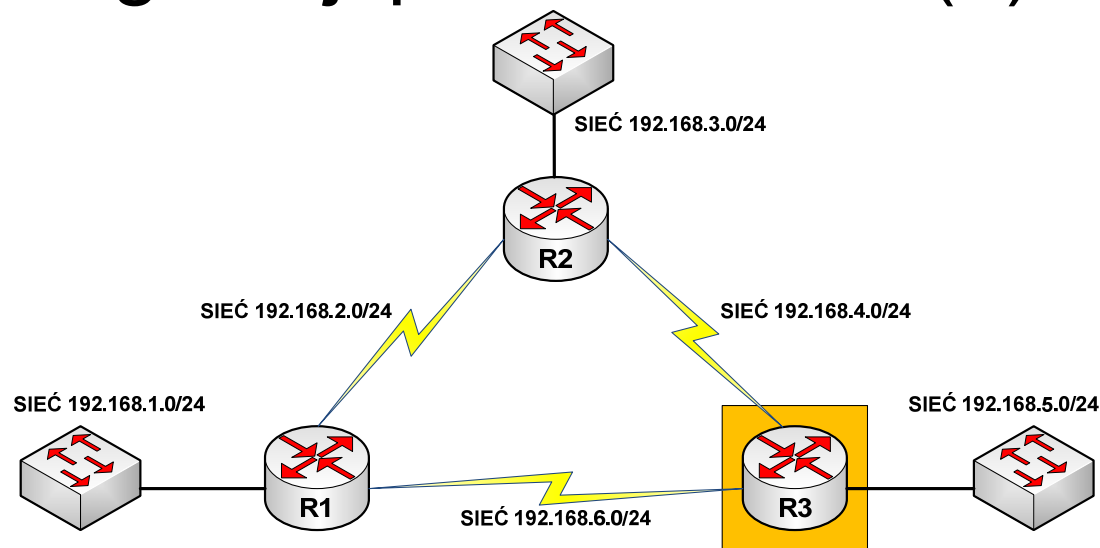 SIEĆ 192.168.3.0/24
R2
SIEĆ 192.168.2.0/24
SIEĆ 192.168.4.0/24
SIEĆ 192.168.1.0/24
SIEĆ 192.168.5.0/24
R1
R3
SIEĆ 192.168.6.0/24